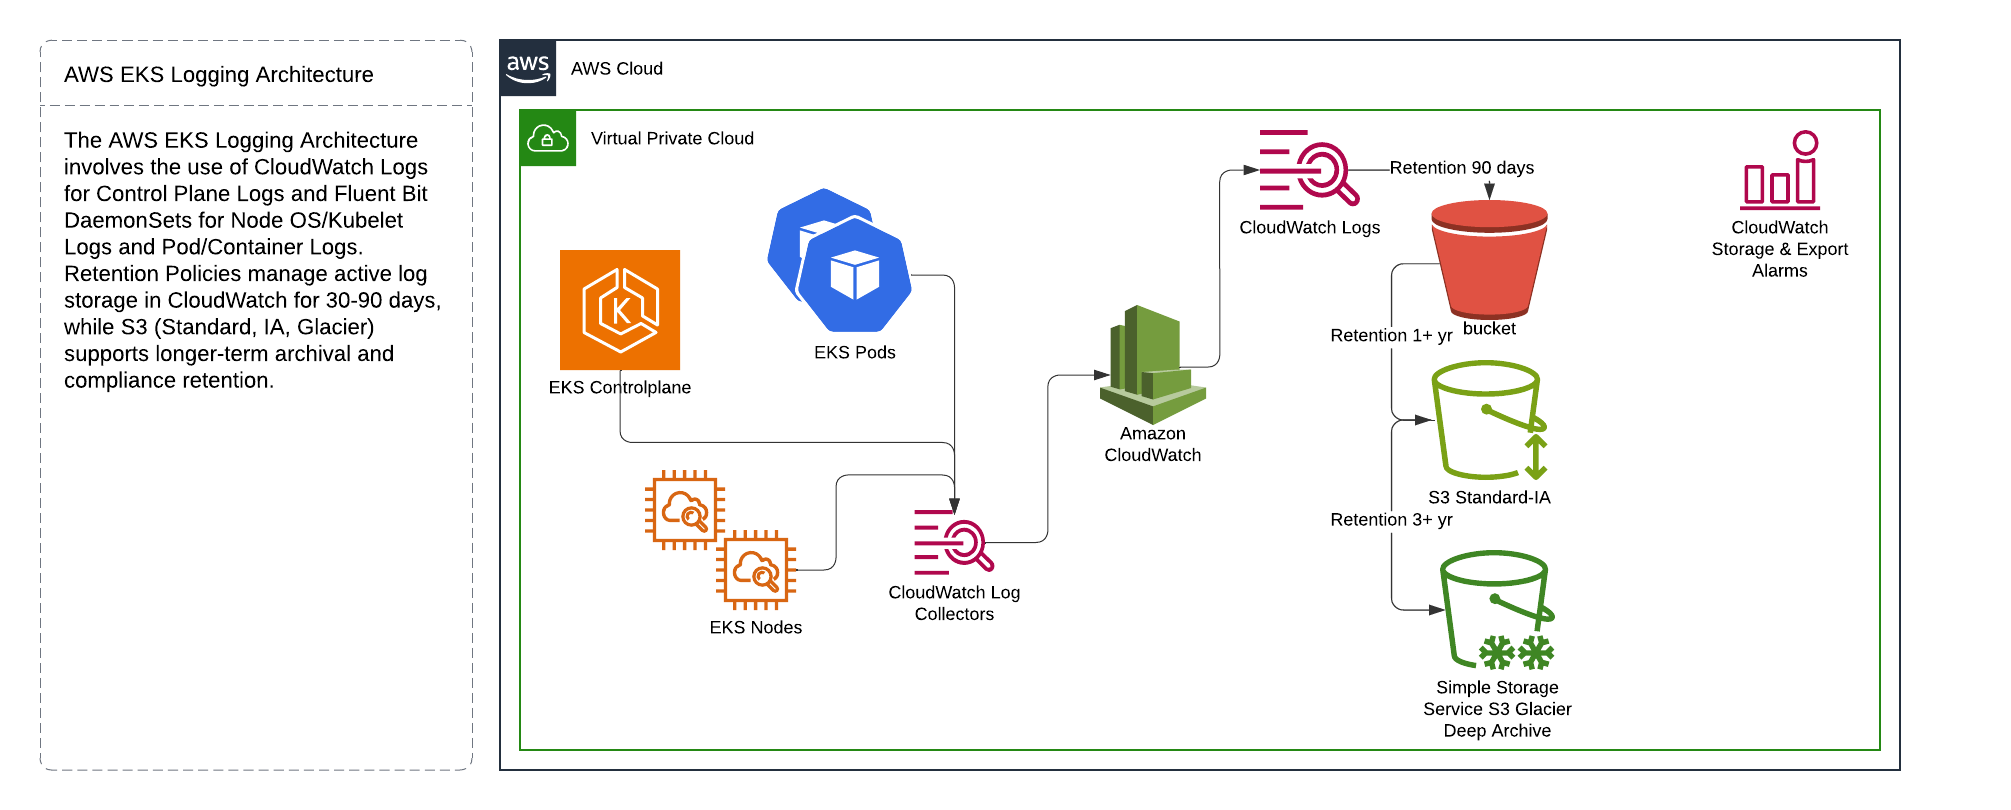 AWS EKS Logging Architecture
The AWS EKS Logging Architecture
involves the use of CloudWatch Logs
for Control Plane Logs and Fluent Bit
DaemonSets for Node OS/Kubelet
Logs and Pod/Container Logs.
Retention Policies manage active log
storage in CloudWatch for 30-90 days,
while S3 (Standard, IA, Glacier)
supports longer-term archival and
compliance retention.
aws
AWS Cloud
Virtual Private Cloud
K
EKS Controlplane
EKS Pods
EKS Nodes
CloudWatch Log
Collectors
Amazon
CloudWatch
CloudWatch Logs
Retention 90 days
bucket
Retention 1+ yr
S3 Standard-IA
Retention 3+ yr
Simple Storage
Service S3 Glacier
Deep Archive
CloudWatch
Storage & Export
Alarms